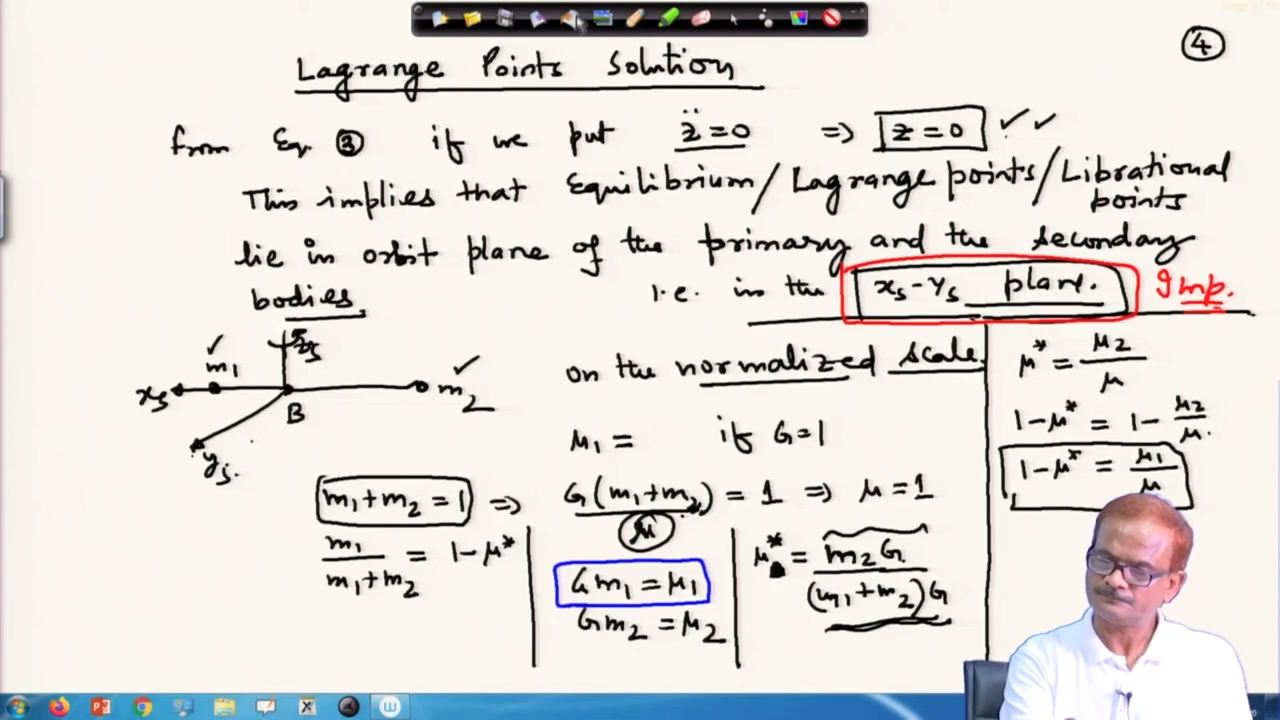 ④
Lagrange Points Solution
from Eq. ③ if we put z̈=0 ⇒ z=0 ✓✓
This implies that Equilibrium/Lagrange points/Librational points
lie in orbit plane of the primary and the secondary
bodies. i.e. in the xₛ-yₛ plane. Imp.
m₁ ✓
xₛ
B
m₂ ✓
yₛ.
on the normalized scale.
μ₁ = if G=1
m₁+m₂=1 ⇒ G(m₁+m₂)/μ = 1 ⇒ μ=1
m₁/(m₁+m₂) = 1-μ*
Gm₁=μ₁
Gm₂=μ₂
μ* = m₂G/(m₁+m₂)G
μ* = μ₂/μ
1-μ* = 1-μ₂/μ.
1-μ* = μ₁/μ